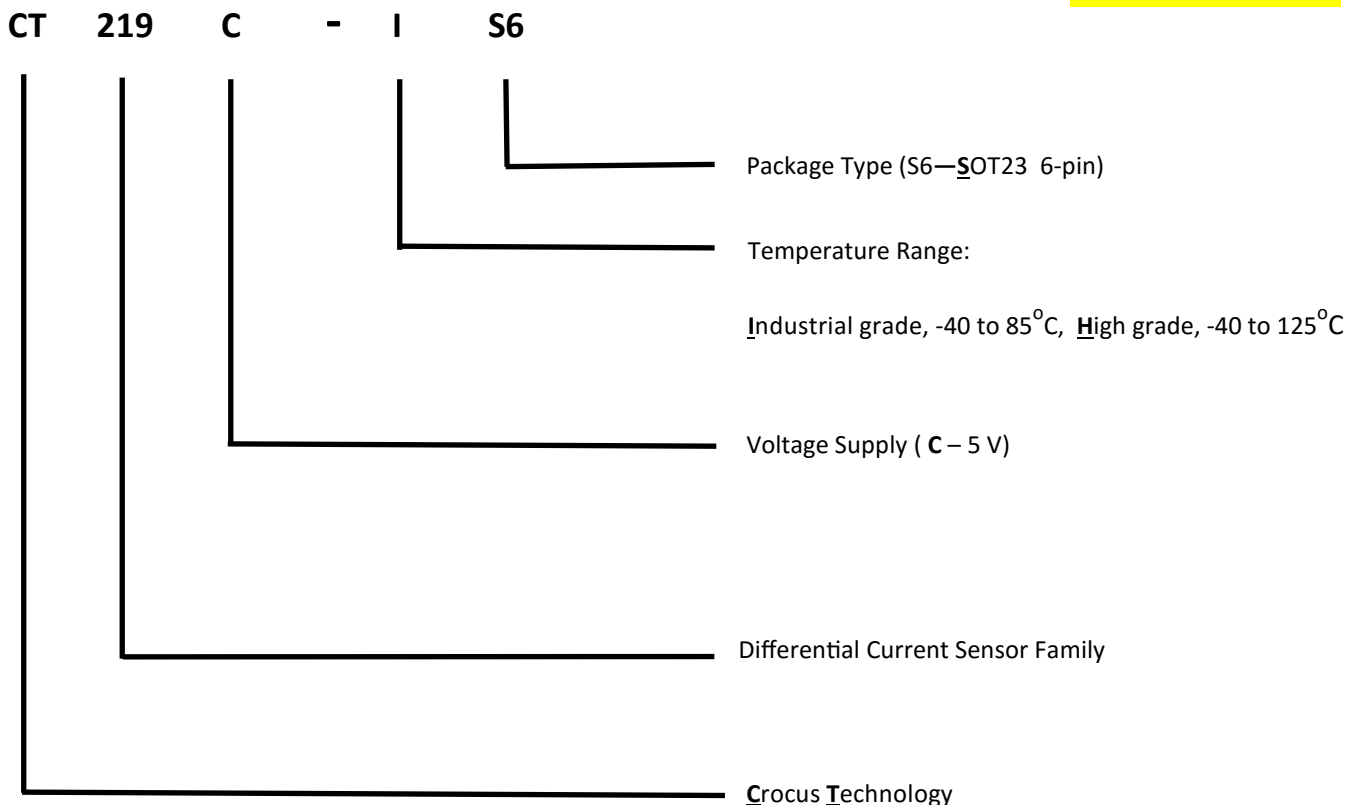 CT 219 C - I S6
Package Type (S6—SOT23 6-pin)
Temperature Range:
Industrial grade, -40 to 85°C, High grade, -40 to 125°C
Voltage Supply ( C – 5 V)
Differential Current Sensor Family
Crocus Technology